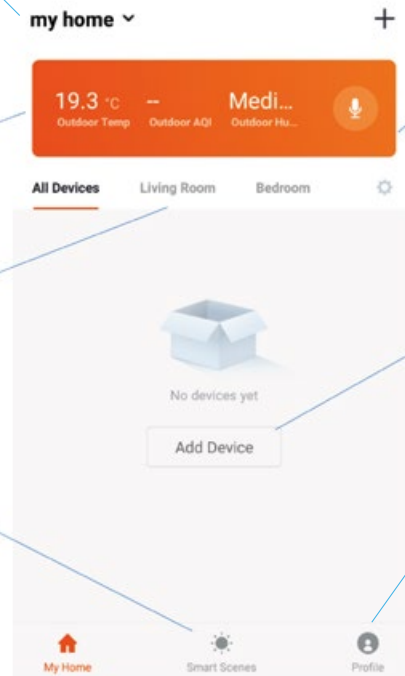 my home
19.3 °C -- Medi...
Outdoor Temp Outdoor AQI Outdoor Hu...
All Devices Living Room Bedroom
No devices yet
Add Device
My Home Smart Scenes Profile